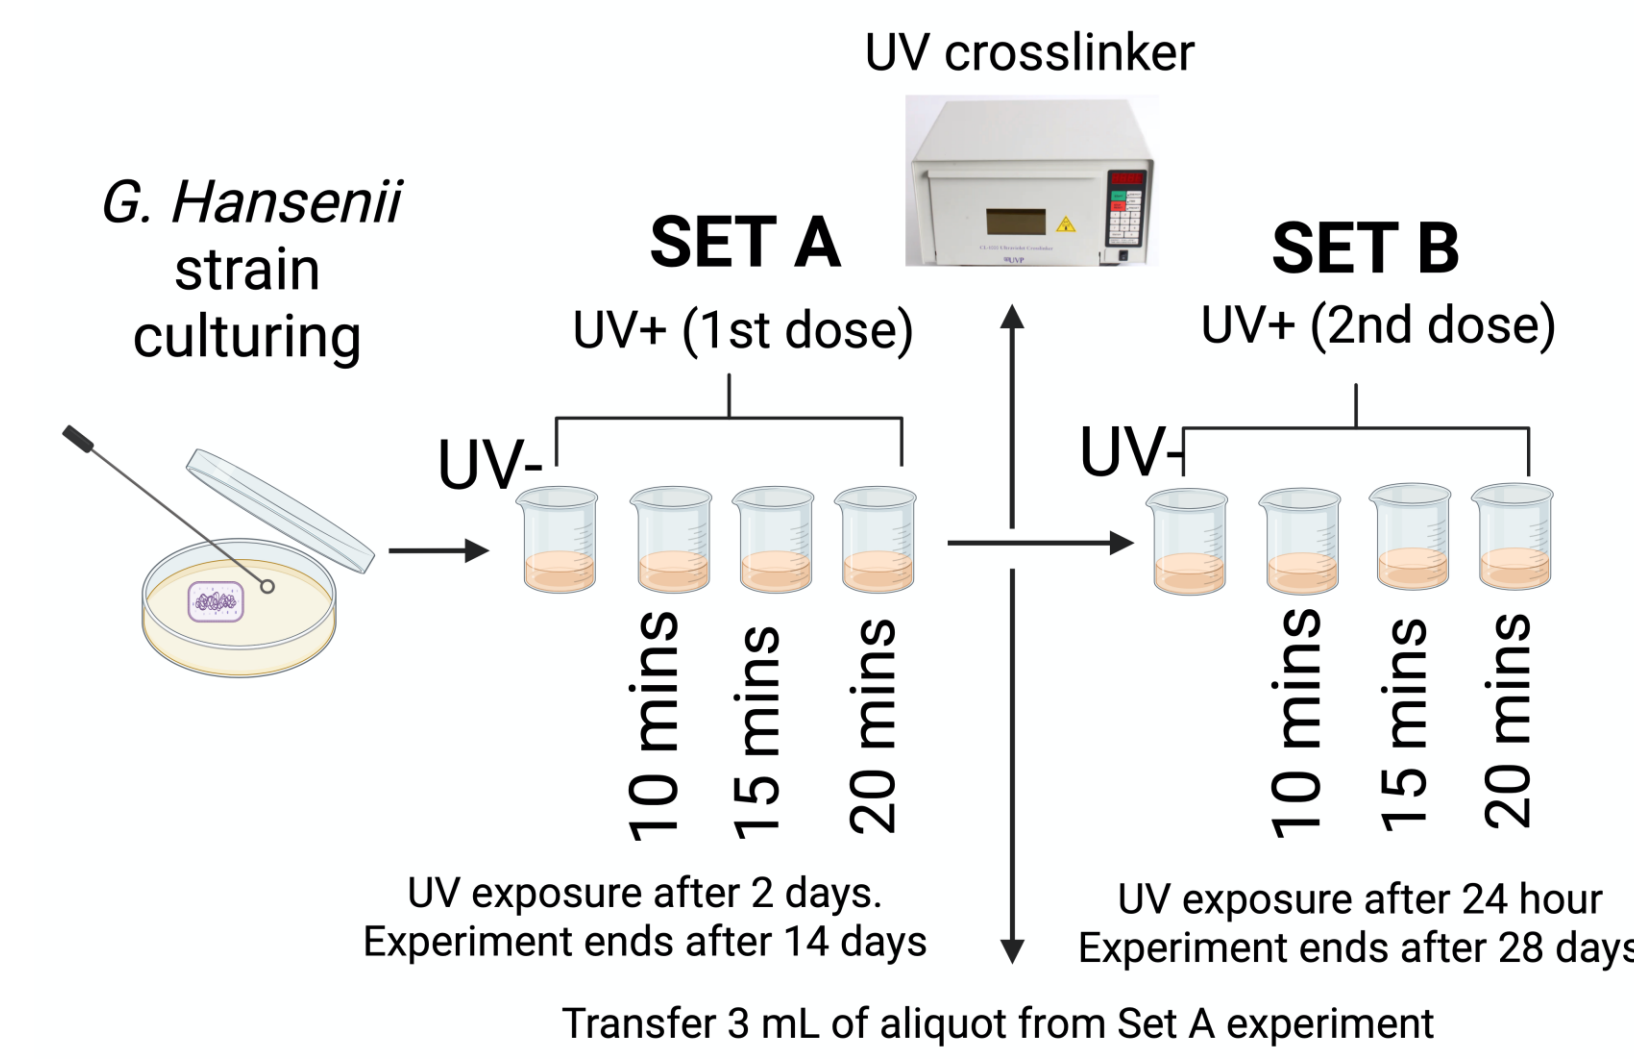 UV crosslinker
G. Hansenii
strain
culturing
SET A
UV+ (1st dose)
UV-
10 mins
15 mins
20 mins
UV exposure after 2 days.
Experiment ends after 14 days
SET B
UV+ (2nd dose)
UV-
10 mins
15 mins
20 mins
UV exposure after 24 hour
Experiment ends after 28 days
Transfer 3 mL of aliquot from Set A experiment
UVP